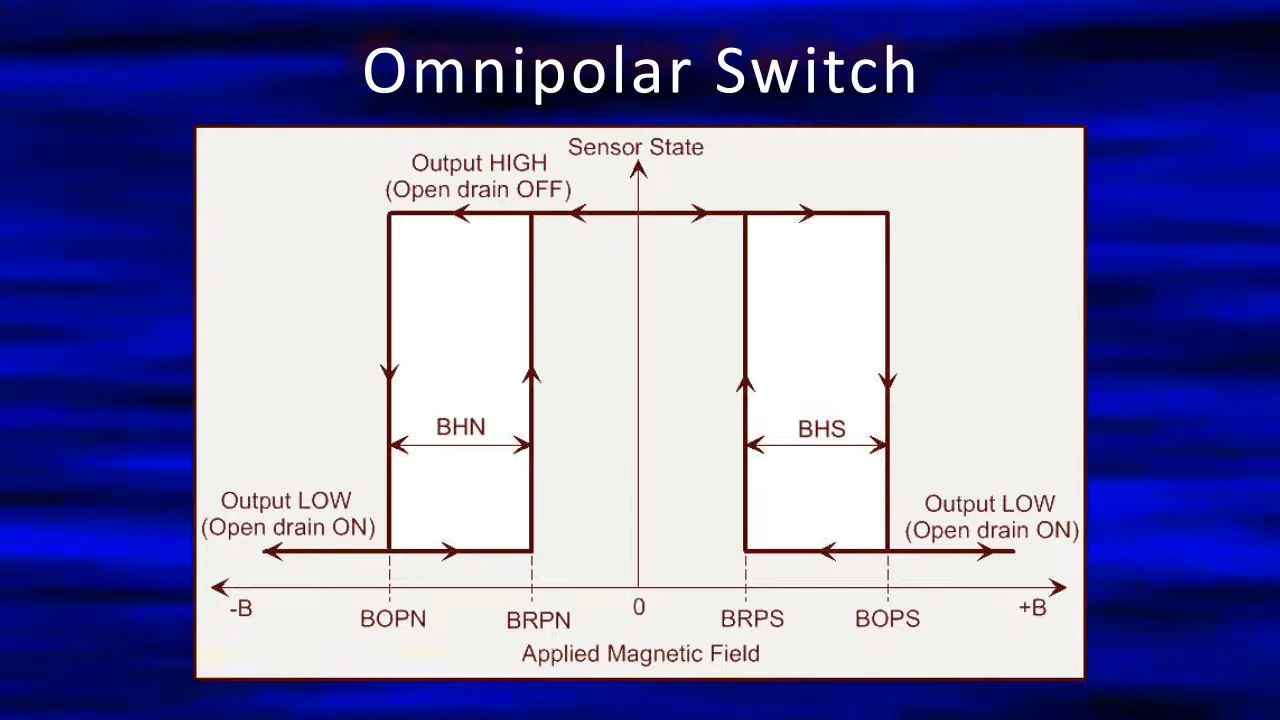 Omnipolar Switch
Sensor State
Output HIGH
(Open drain OFF)
BHN
BHS
Output LOW
(Open drain ON)
Output LOW
(Open drain ON)
-B
BOPN
BRPN
0
BRPS
BOPS
+B
Applied Magnetic Field